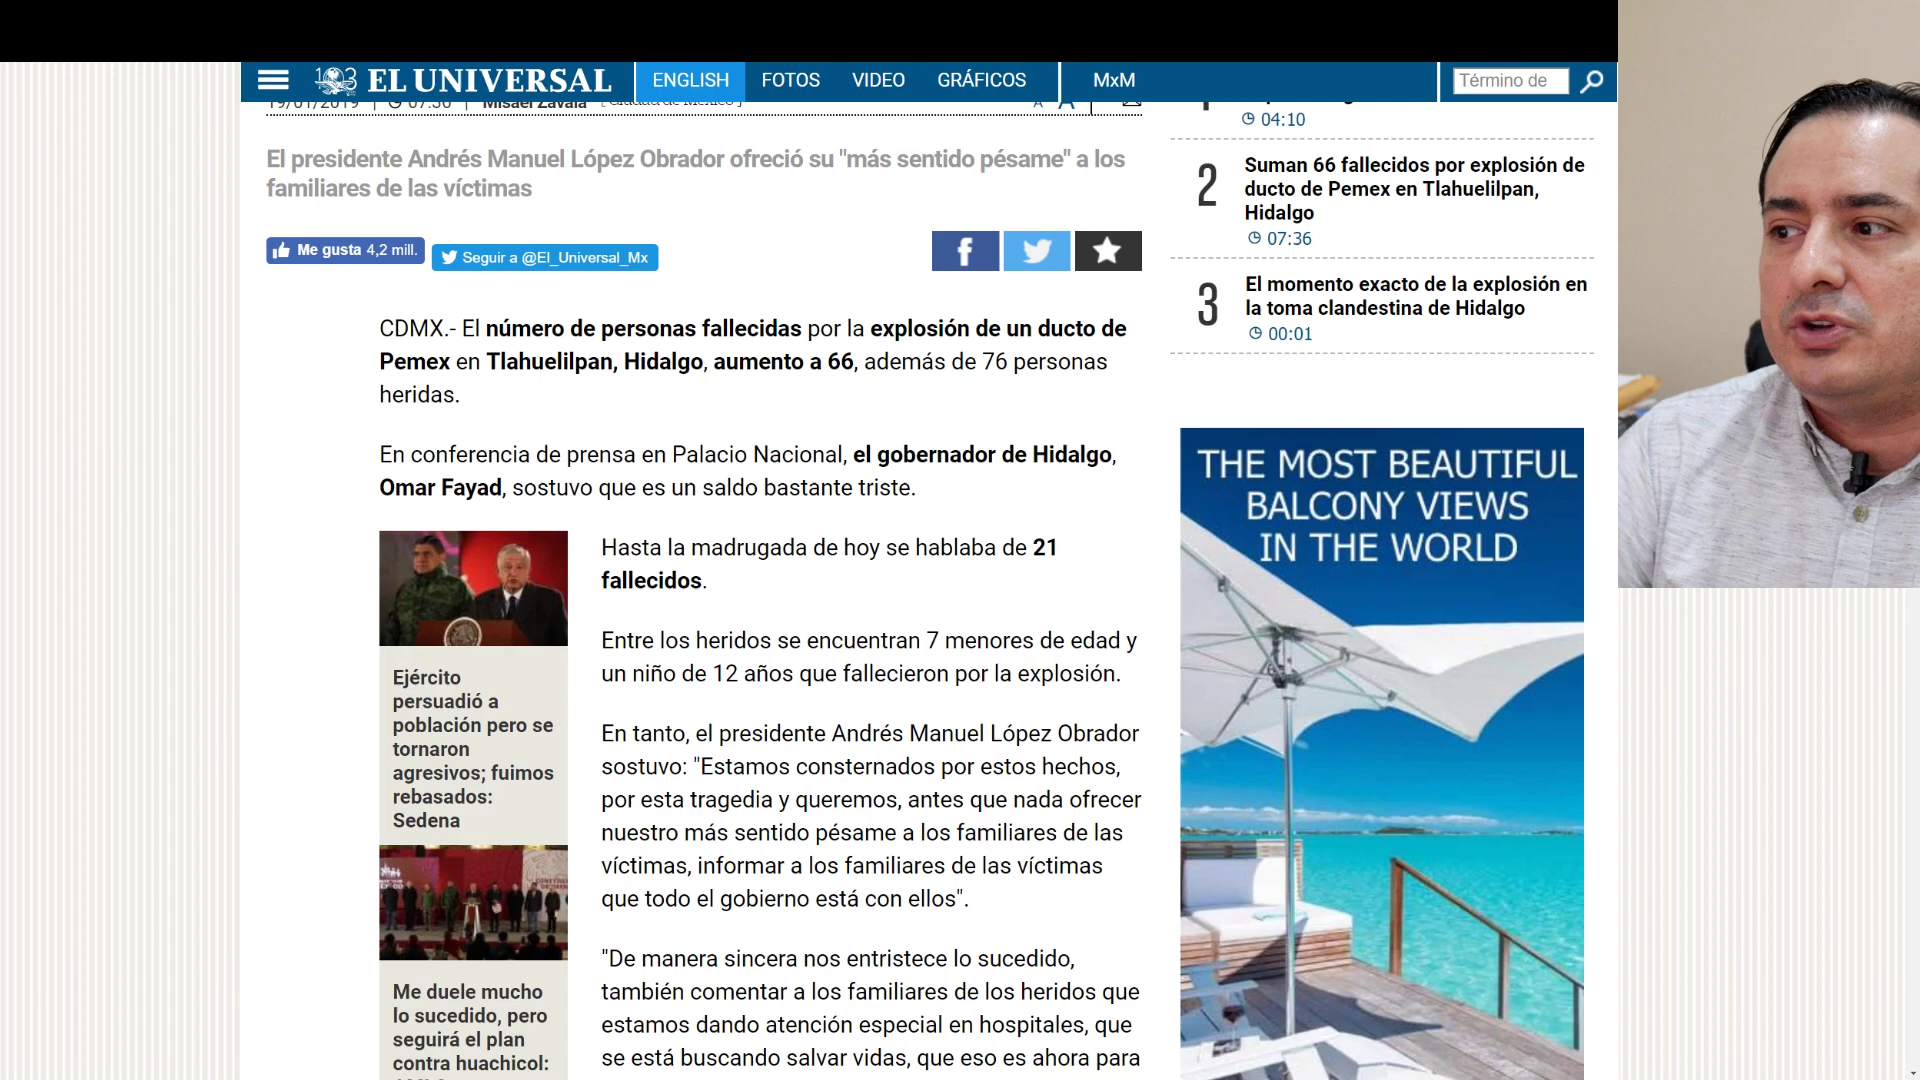 103 EL UNIVERSAL
ENGLISH FOTOS VIDEO GRÁFICOS MxM
Término de
19/01/2019 | 07:36 | Misael Zavala [Ciudad de México]
A A
El presidente Andrés Manuel López Obrador ofreció su "más sentido pésame" a los
familiares de las víctimas
Me gusta 4,2 mill.
Seguir a @El_Universal_Mx
CDMX.- El número de personas fallecidas por la explosión de un ducto de
Pemex en Tlahuelilpan, Hidalgo, aumento a 66, además de 76 personas
heridas.
En conferencia de prensa en Palacio Nacional, el gobernador de Hidalgo,
Omar Fayad, sostuvo que es un saldo bastante triste.
Ejército
persuadió a
población pero se
tornaron
agresivos; fuimos
rebasados:
Sedena
Me duele mucho
lo sucedido, pero
seguirá el plan
contra huachicol:
Hasta la madrugada de hoy se hablaba de 21
fallecidos.
Entre los heridos se encuentran 7 menores de edad y
un niño de 12 años que fallecieron por la explosión.
En tanto, el presidente Andrés Manuel López Obrador
sostuvo: "Estamos consternados por estos hechos,
por esta tragedia y queremos, antes que nada ofrecer
nuestro más sentido pésame a los familiares de las
víctimas, informar a los familiares de las víctimas
que todo el gobierno está con ellos".
"De manera sincera nos entristece lo sucedido,
también comentar a los familiares de los heridos que
estamos dando atención especial en hospitales, que
se está buscando salvar vidas, que eso es ahora para
04:10
2
Suman 66 fallecidos por explosión de
ducto de Pemex en Tlahuelilpan,
Hidalgo
07:36
3
El momento exacto de la explosión en
la toma clandestina de Hidalgo
00:01
THE MOST BEAUTIFUL
BALCONY VIEWS
IN THE WORLD